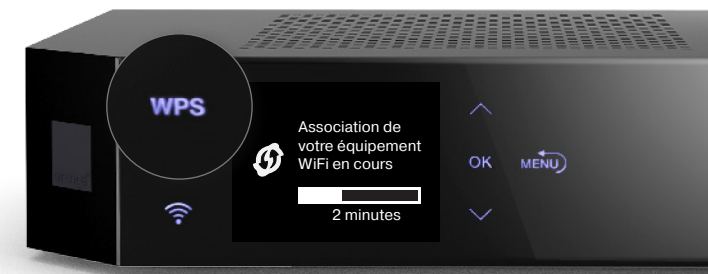 WPS
Association de
votre équipement
WiFi en cours
2 minutes
OK
MENU